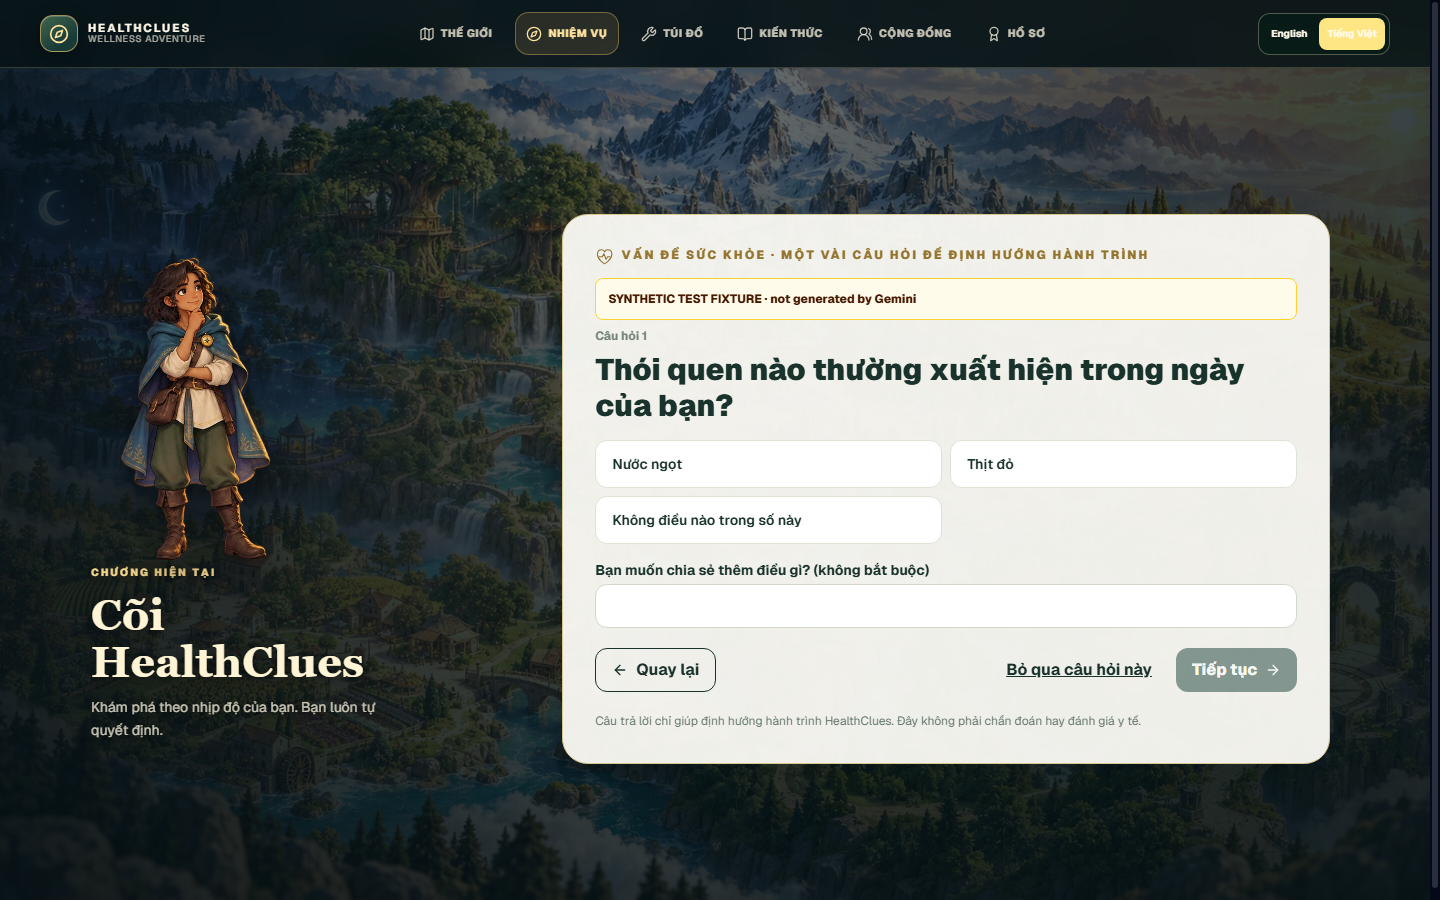 HEALTHCLUES
WELLNESS ADVENTURE
THẾ GIỚI
NHIỆM VỤ
TÚI ĐỒ
KIẾN THỨC
CỘNG ĐỒNG
HỒ SƠ
English
Tiếng Việt
VẤN ĐỀ SỨC KHỎE · MỘT VÀI CÂU HỎI ĐỂ ĐỊNH HƯỚNG HÀNH TRÌNH
SYNTHETIC TEST FIXTURE · not generated by Gemini
Câu hỏi 1
Thói quen nào thường xuất hiện trong ngày
của bạn?
Nước ngọt
Thịt đỏ
Không điều nào trong số này
Bạn muốn chia sẻ thêm điều gì? (không bắt buộc)
← Quay lại
Bỏ qua câu hỏi này
Tiếp tục →
Câu trả lời chỉ giúp định hướng hành trình HealthClues. Đây không phải chẩn đoán hay đánh giá y tế.
CHƯƠNG HIỆN TẠI
Cõi
HealthClues
Khám phá theo nhịp độ của bạn. Bạn luôn tự
quyết định.